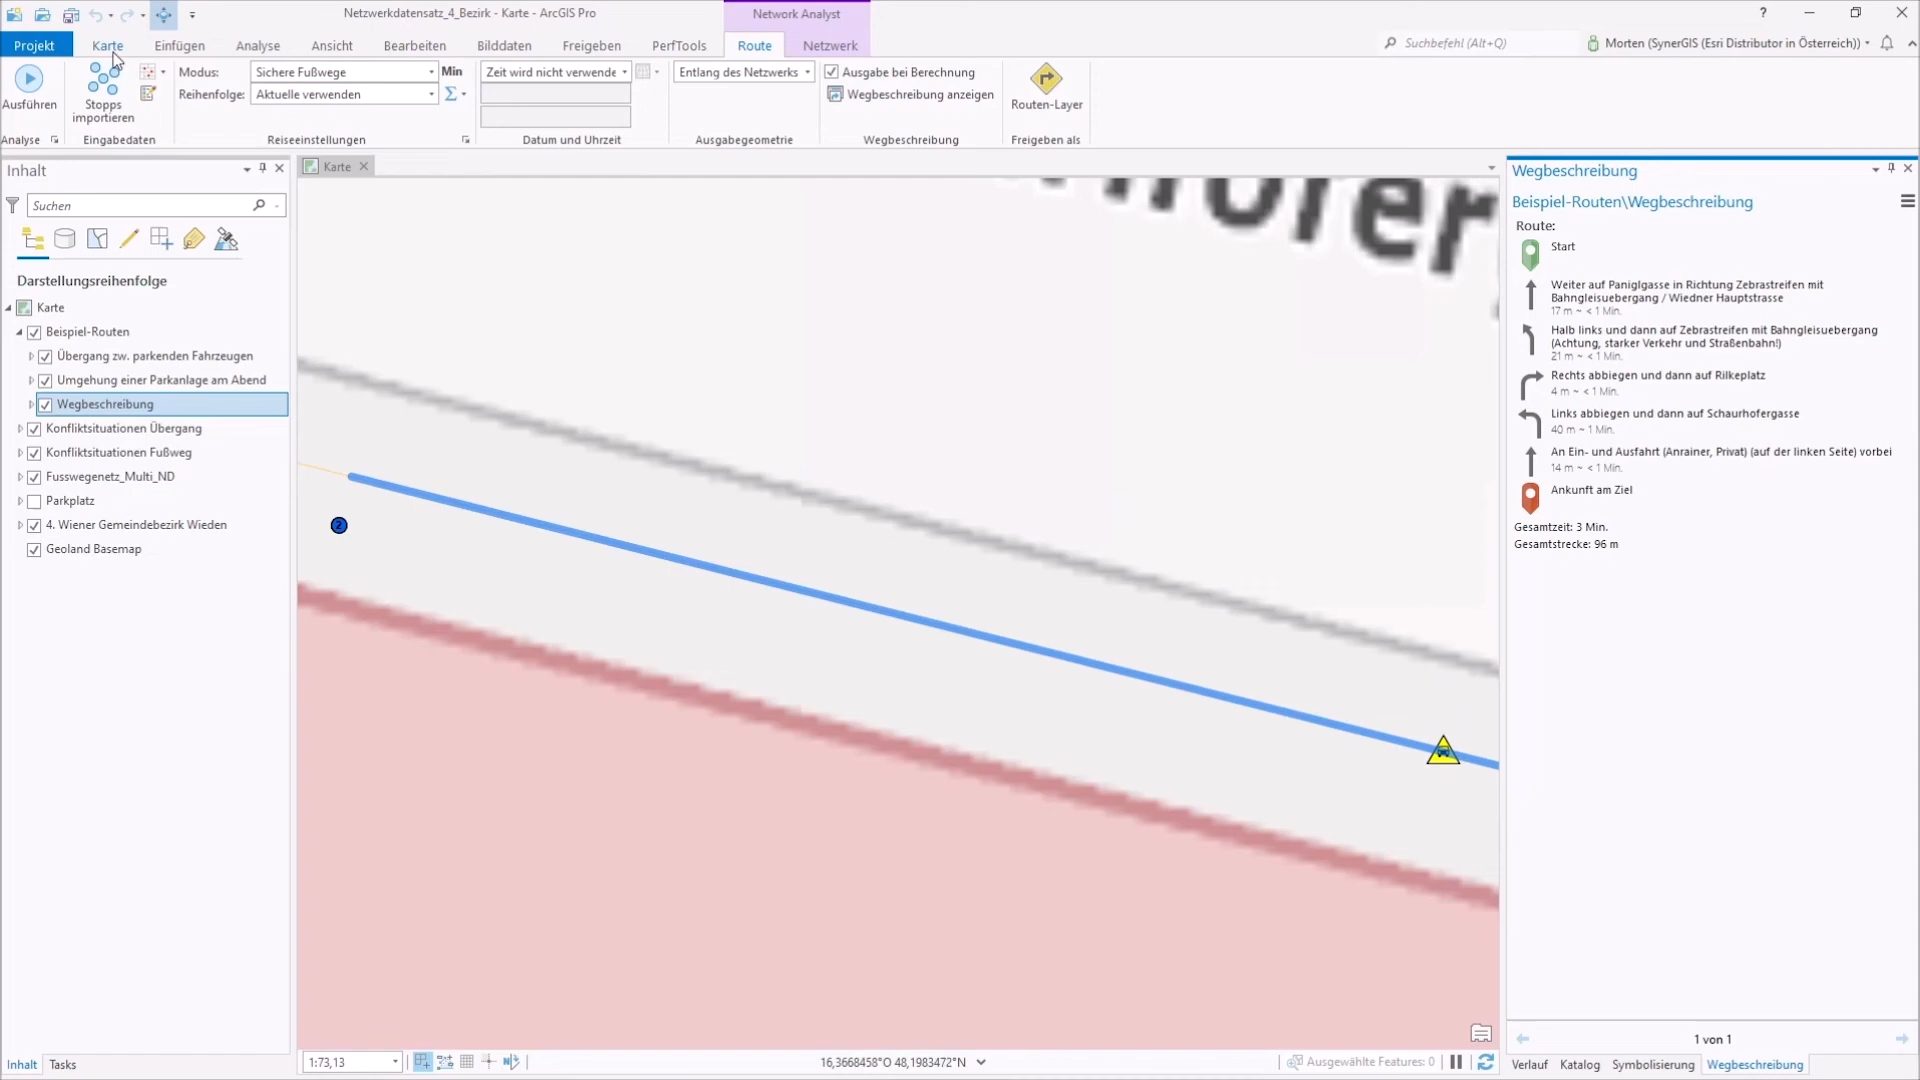 Netzwerkdatensatz_4_Bezirk - Karte - ArcGIS Pro
Network Analyst
?
Projekt
Karte
Einfügen
Analyse
Ansicht
Bearbeiten
Bilddaten
Freigeben
PerfTools
Route
Netzwerk
Suchbefehl (Alt+Q)
Morten (SynerGIS (Esri Distributor in Österreich))
Ausführen
Stopps
importieren
Modus:
Sichere Fußwege
Min
Reihenfolge:
Aktuelle verwenden
Zeit wird nicht verwende
Entlang des Netzwerks
Ausgabe bei Berechnung
Wegbeschreibung anzeigen
Routen-Layer
Analyse
Eingabedaten
Reiseeinstellungen
Datum und Uhrzeit
Ausgabegeometrie
Wegbeschreibung
Freigeben als
Inhalt
Suchen
Darstellungsreihenfolge
Karte
Beispiel-Routen
Übergang zw. parkenden Fahrzeugen
Umgehung einer Parkanlage am Abend
Wegbeschreibung
Konfliktsituationen Übergang
Konfliktsituationen Fußweg
Fusswegenetz_Multi_ND
Parkplatz
4. Wiener Gemeindebezirk Wieden
Geoland Basemap
Inhalt
Tasks
Karte
2
1:73,13
16,3668458°O 48,1983472°N
Ausgewählte Features: 0
Wegbeschreibung
Beispiel-Routen\Wegbeschreibung
Route:
Start
Weiter auf Paniglgasse in Richtung Zebrastreifen mit
Bahngleisuebergang / Wiedner Hauptstrasse
17 m ~ < 1 Min.
Halb links und dann auf Zebrastreifen mit Bahngleisuebergang
(Achtung, starker Verkehr und Straßenbahn!)
21 m ~ < 1 Min.
Rechts abbiegen und dann auf Rilkeplatz
4 m ~ < 1 Min.
Links abbiegen und dann auf Schaurhofergasse
40 m ~ 1 Min.
An Ein- und Ausfahrt (Anrainer, Privat) (auf der linken Seite) vorbei
14 m ~ < 1 Min.
Ankunft am Ziel
Gesamtzeit: 3 Min.
Gesamtstrecke: 96 m
1 von 1
Verlauf
Katalog
Symbolisierung
Wegbeschreibung